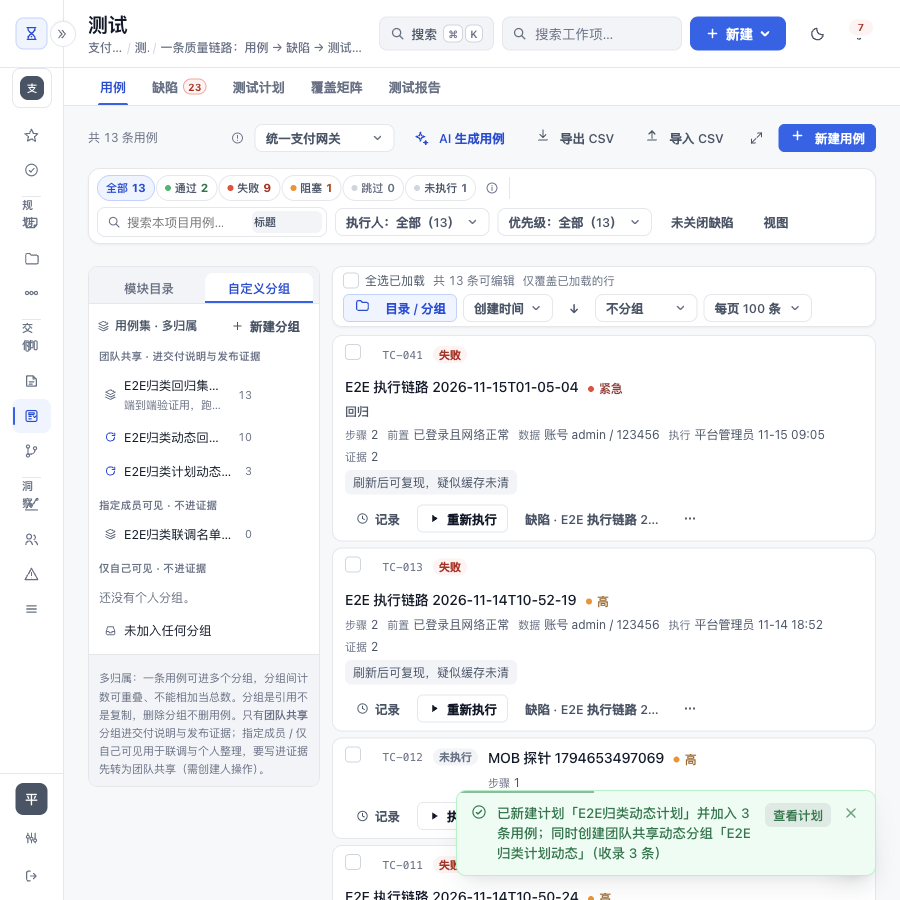 测试
支付... / 测. / 一条质量链路：用例 → 缺陷 → 测试...
搜索 ⌘ K
搜索工作项...
+ 新建
7
支
用例
缺陷 23
测试计划
覆盖矩阵
测试报告
共 13 条用例
统一支付网关
AI 生成用例
导出 CSV
导入 CSV
+ 新建用例
全部 13
通过 2
失败 9
阻塞 1
跳过 0
未执行 1
搜索本项目用例...
标题
执行人：全部（13）
优先级：全部（13）
未关闭缺陷
视图
规
交
洞
平
模块目录
自定义分组
用例集 · 多归属
+ 新建分组
团队共享 · 进交付说明与发布证据
E2E归类回归集... 13
端到端验证用，跑...
E2E归类动态回... 10
E2E归类计划动态... 3
指定成员可见 · 不进证据
E2E归类联调名单... 0
仅自己可见 · 不进证据
还没有个人分组。
未加入任何分组
多归属：一条用例可进多个分组，分组间计
数可重叠、不能相加当总数。分组是引用不
是复制，删除分组不删用例。只有团队共享
分组进交付说明与发布证据；指定成员 / 仅
自己可见用于联调与个人整理，要写进证据
先转为团队共享（需创建人操作）。
全选已加载 共 13 条可编辑 仅覆盖已加载的行
目录 / 分组
创建时间
↓
不分组
每页 100 条
TC-041 失败
E2E 执行链路 2026-11-15T01-05-04 紧急
回归
步骤 2 前置 已登录且网络正常 数据 账号 admin / 123456 执行 平台管理员 11-15 09:05
证据 2
刷新后可复现，疑似缓存未清
记录 重新执行 缺陷 · E2E 执行链路 2... ···
TC-013 失败
E2E 执行链路 2026-11-14T10-52-19 高
步骤 2 前置 已登录且网络正常 数据 账号 admin / 123456 执行 平台管理员 11-14 18:52
证据 2
刷新后可复现，疑似缓存未清
记录 重新执行 缺陷 · E2E 执行链路 2... ···
TC-012 未执行 MOB 探针 1794653497069 高
步骤 1
记录
已新建计划「E2E归类动态计划」并加入 3
条用例；同时创建团队共享动态分组「E2E
归类计划动态」（收录 3 条）
查看计划
TC-011 失败
E2E 执行链路 2026-11-14T10-50-24 高